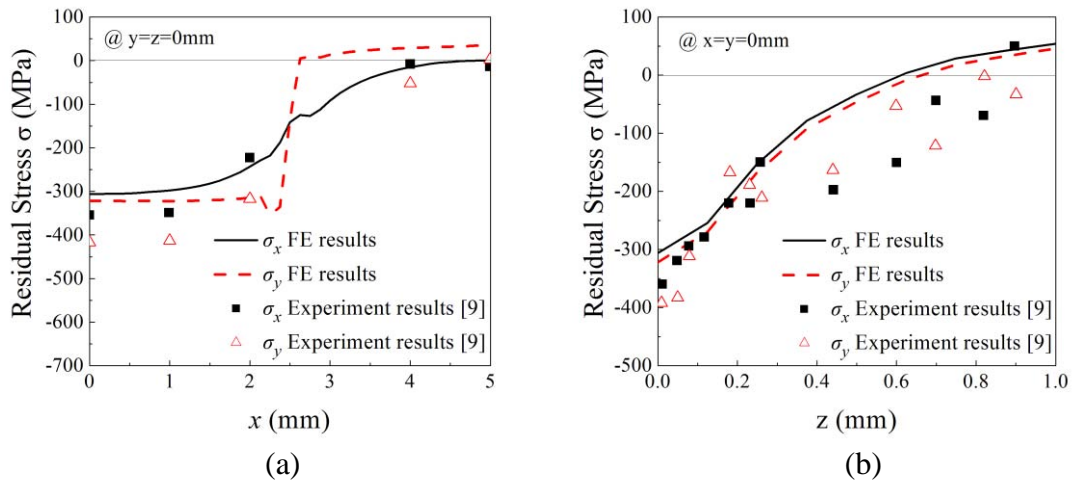 @ y=z=0mm
Residual Stress σ (MPa)
100
0
-100
-200
-300
-400
-500
-600
-700
σx FE results
σy FE results
σx Experiment results [9]
σy Experiment results [9]
0
1
2
3
4
5
x (mm)
(a)
@ x=y=0mm
Residual Stress σ (MPa)
100
0
-100
-200
-300
-400
-500
σx FE results
σy FE results
σx Experiment results [9]
σy Experiment results [9]
0.0
0.2
0.4
0.6
0.8
1.0
z (mm)
(b)